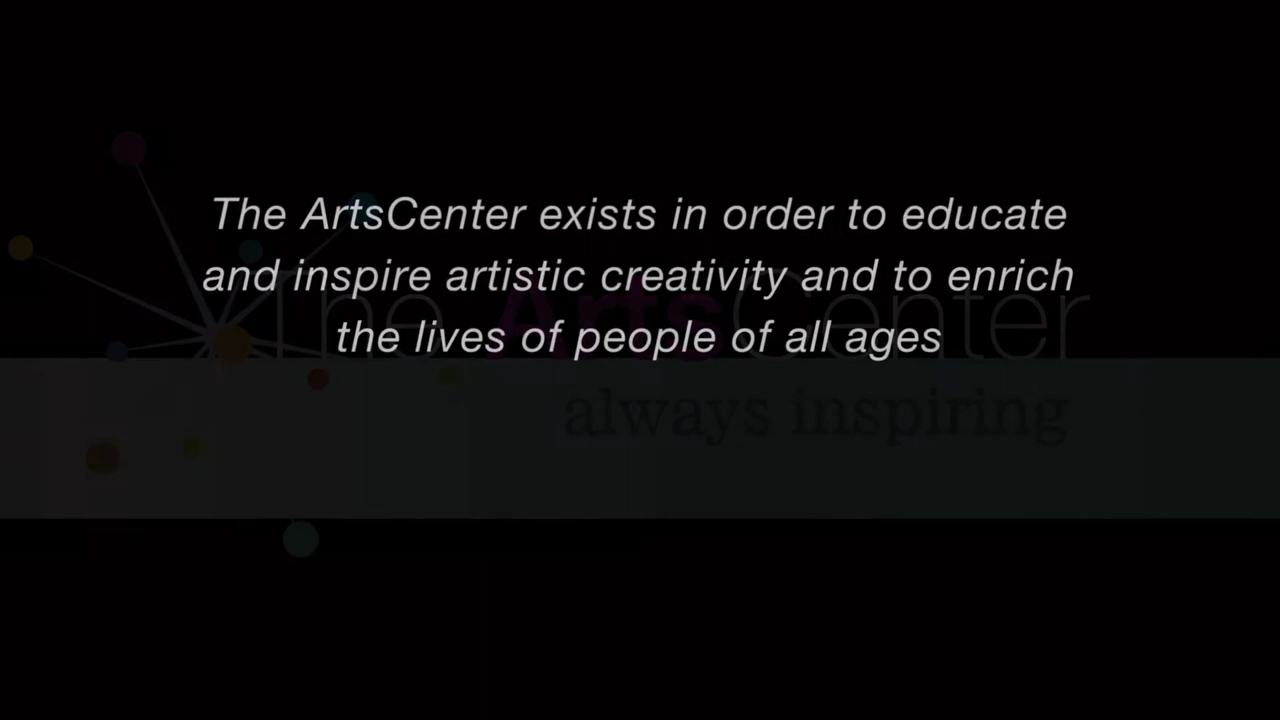 The ArtsCenter exists in order to educate
and inspire artistic creativity and to enrich
the lives of people of all ages
The ArtsCenter
always inspiring